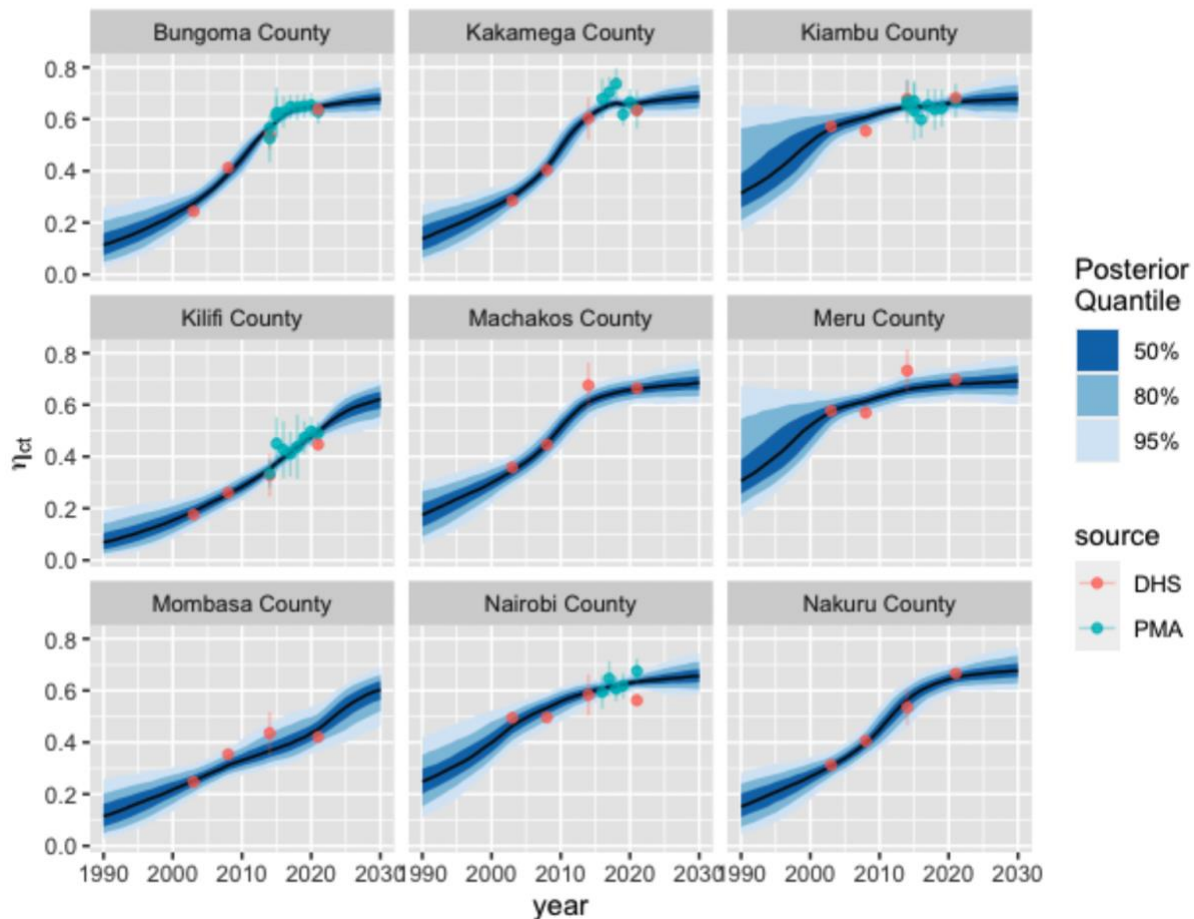 Bungoma County Kakamega County Kiambu County
0.8
0.6
0.4
0.2
0.0
Kilifi County Machakos County Meru County
0.8
0.6
0.4
0.2
0.0
Mombasa County Nairobi County Nakuru County
0.8
0.6
0.4
0.2
0.0
1990 2000 2010 2020 2030 1990 2000 2010 2020 2030 1990 2000 2010 2020 2030
year
ηct
Posterior
Quantile
50%
80%
95%
source
DHS
PMA